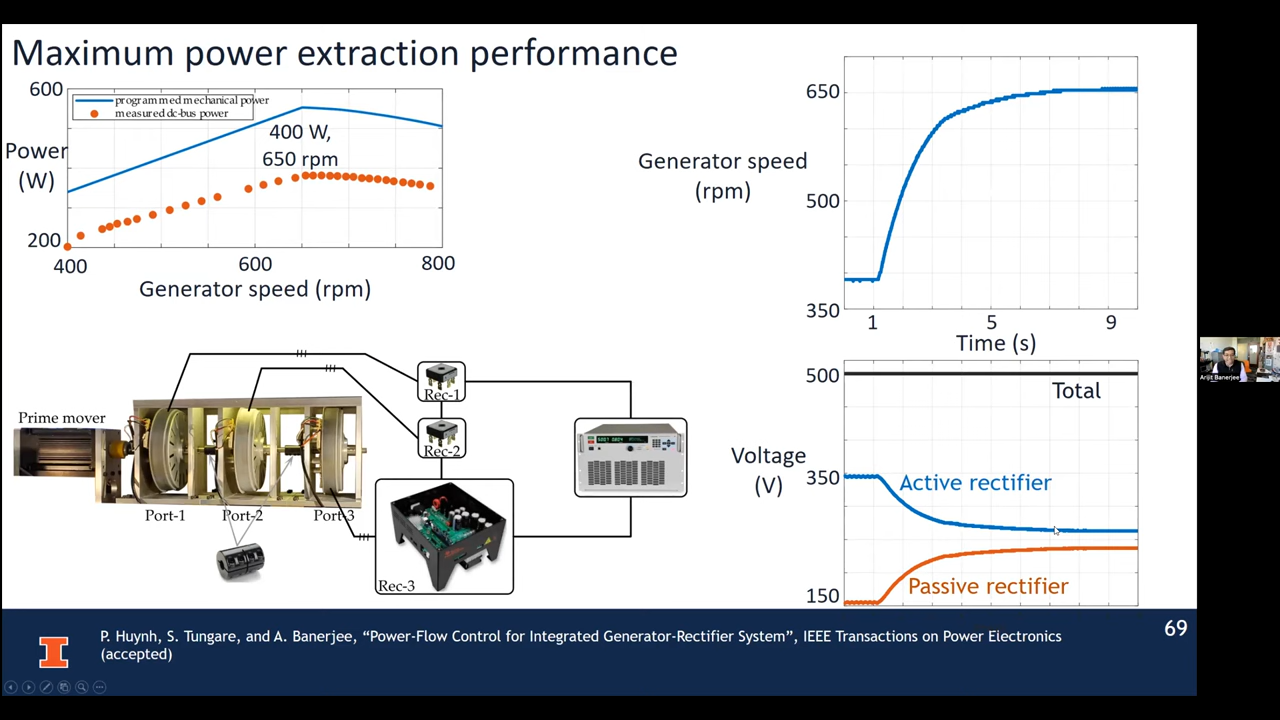 Maximum power extraction performance
600
programmed mechanical power
measured dc-bus power
400 W,
650 rpm
Power
(W)
200
400
600
800
Generator speed (rpm)
650
Generator speed
(rpm)
500
350
1
5
9
Time (s)
Prime mover
Port-1
Port-2
Port-3
Rec-1
Rec-2
Rec-3
500
Total
Voltage
(V)
350
Active rectifier
Passive rectifier
150
Arijit Banerjee
P. Huynh, S. Tungare, and A. Banerjee, “Power-Flow Control for Integrated Generator-Rectifier System”, IEEE Transactions on Power Electronics
(accepted)
69